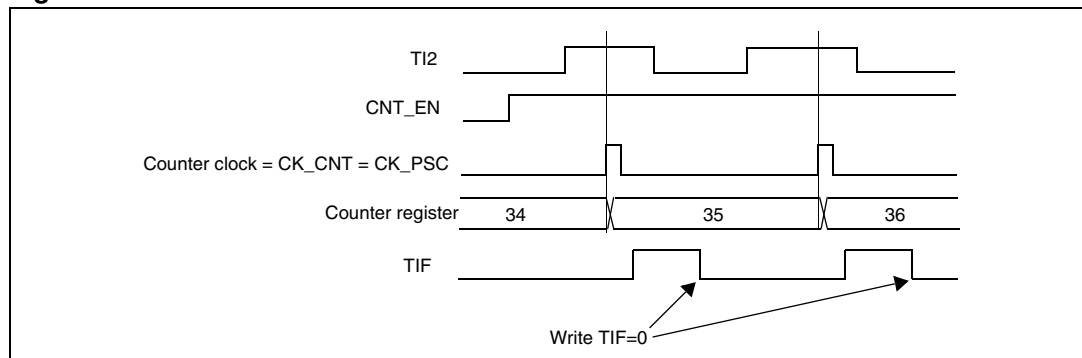 TI2
CNT_EN
Counter clock = CK_CNT = CK_PSC
Counter register 34 35 36
TIF
Write TIF=0